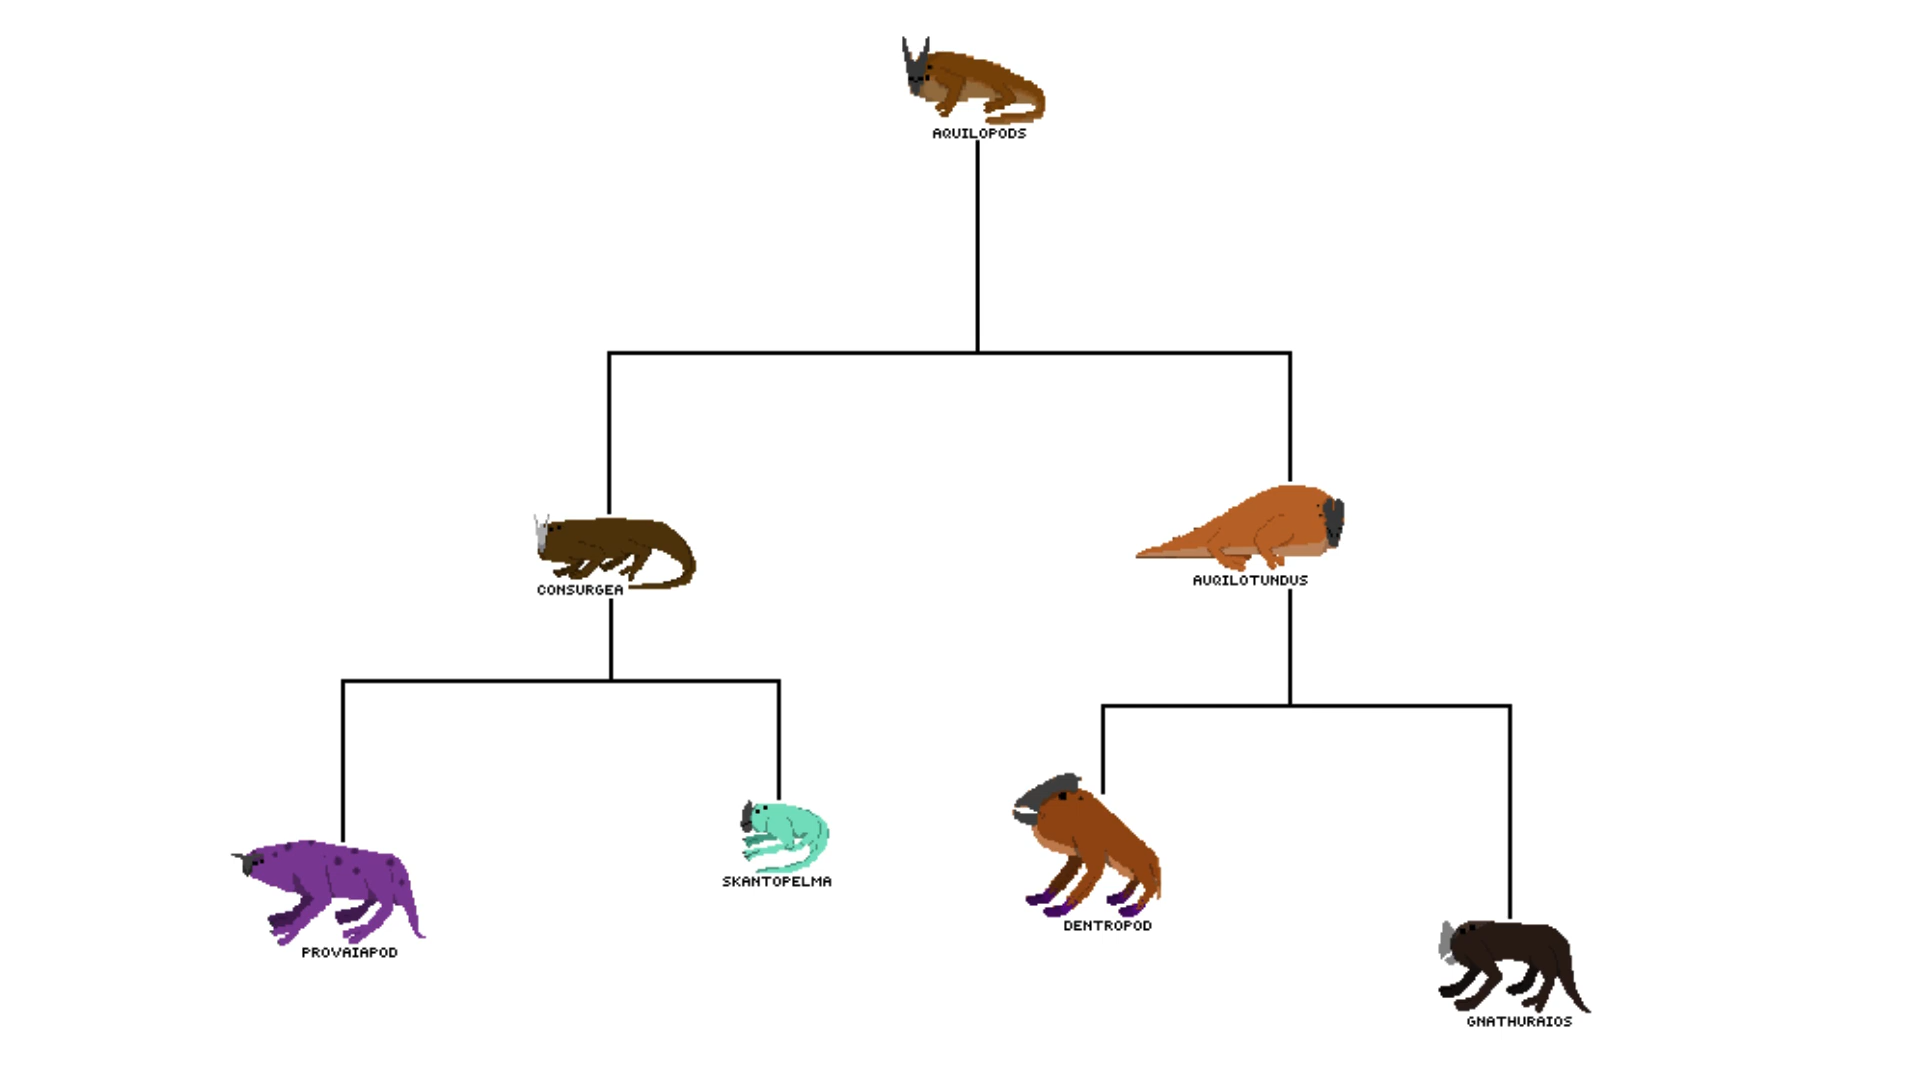 AQUILOPODS
CONSURGEA
AUQILOTUNDUS
SKANTOPELMA
DENTROPOD
PROVAIAPOD
GNATHURAIOS